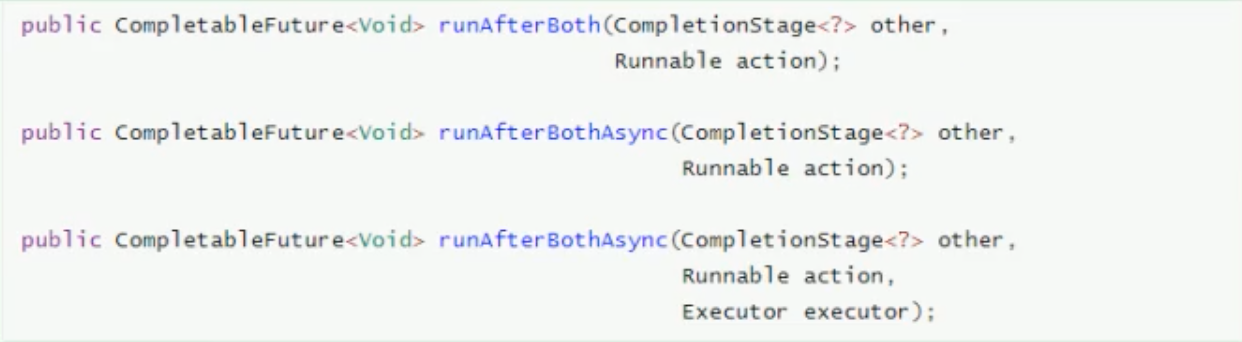 public CompletableFuture<Void> runAfterBoth(CompletionStage<?> other,
Runnable action);
public CompletableFuture<Void> runAfterBothAsync(CompletionStage<?> other,
Runnable action);
public CompletableFuture<Void> runAfterBothAsync(CompletionStage<?> other,
Runnable action,
Executor executor);